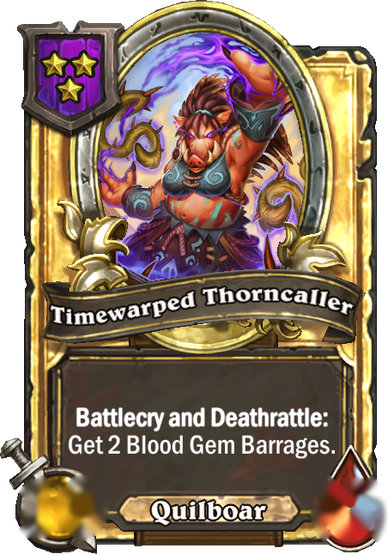 Timewarped Thorncaller
Battlecry and Deathrattle:
Get 2 Blood Gem Barrages.
Quilboar